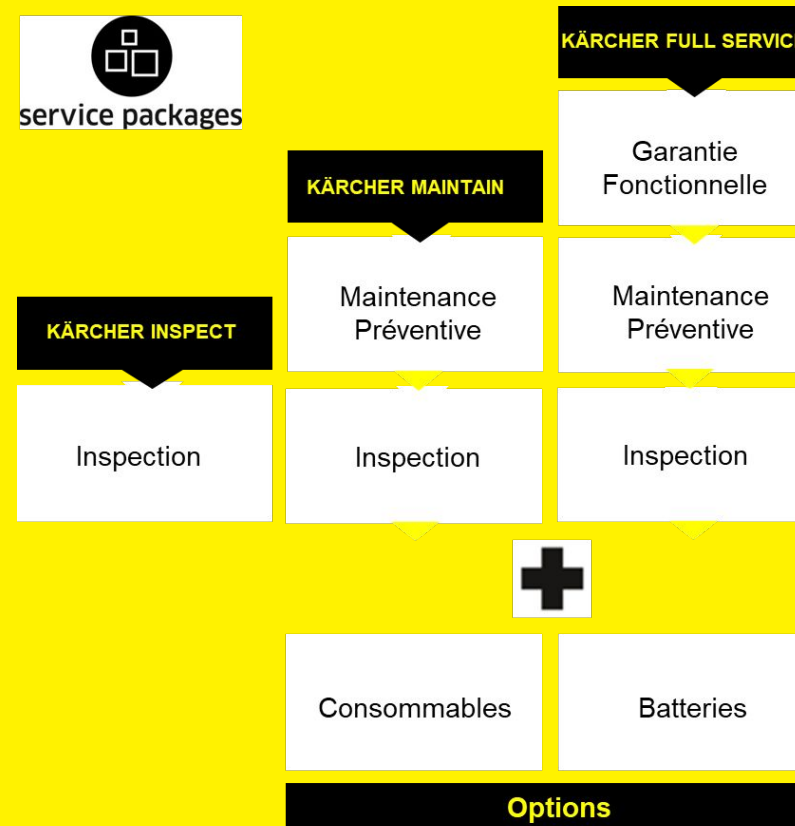 service packages
KÄRCHER INSPECT
Inspection
KÄRCHER MAINTAIN
Maintenance
Préventive
Inspection
KÄRCHER FULL SERVIC
Garantie
Fonctionnelle
Maintenance
Préventive
Inspection
Consommables
Batteries
Options